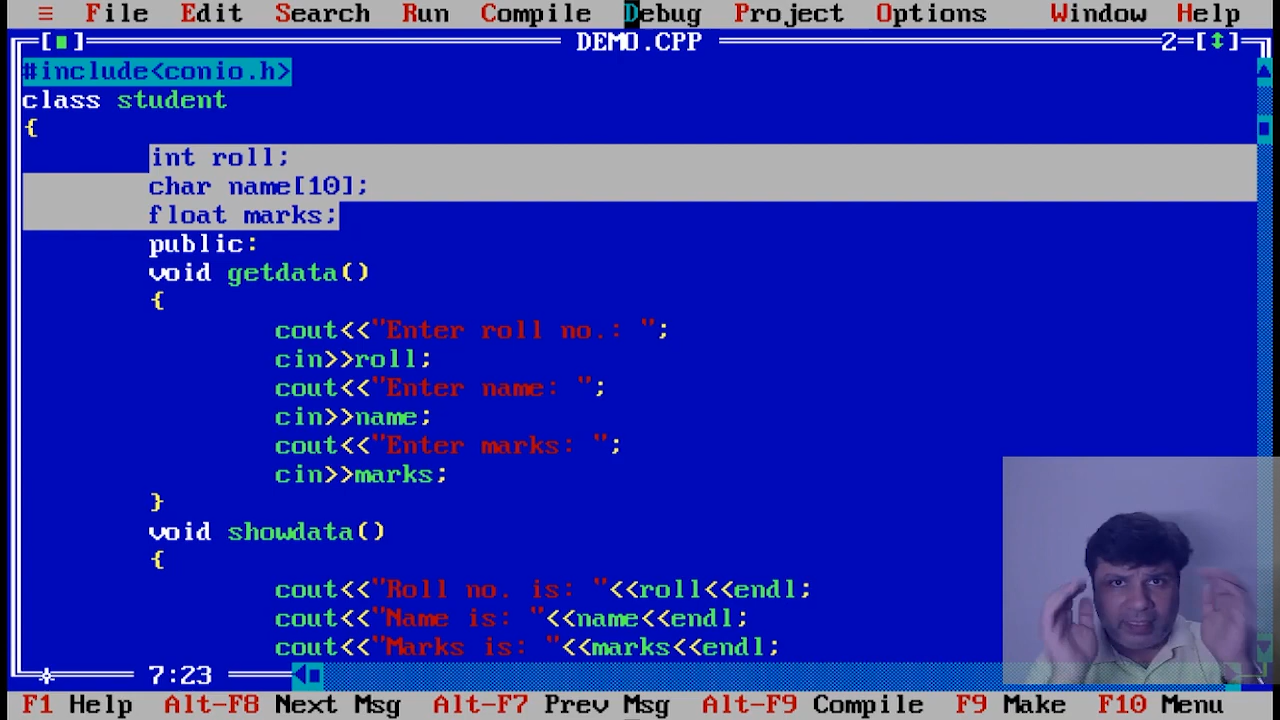 ≡ File Edit Search Run Compile Debug Project Options Window Help
[■] DEMO.CPP 2=[↕]
#include<conio.h>
class student
{
int roll;
char name[10];
float marks;
public:
void getdata()
{
cout<<"Enter roll no.: ";
cin>>roll;
cout<<"Enter name: ";
cin>>name;
cout<<"Enter marks: ";
cin>>marks;
}
void showdata()
{
cout<<"Roll no. is: "<<roll<<endl;
cout<<"Name is: "<<name<<endl;
cout<<"Marks is: "<<marks<<endl;
7:23
F1 Help Alt-F8 Next Msg Alt-F7 Prev Msg Alt-F9 Compile F9 Make F10 Menu